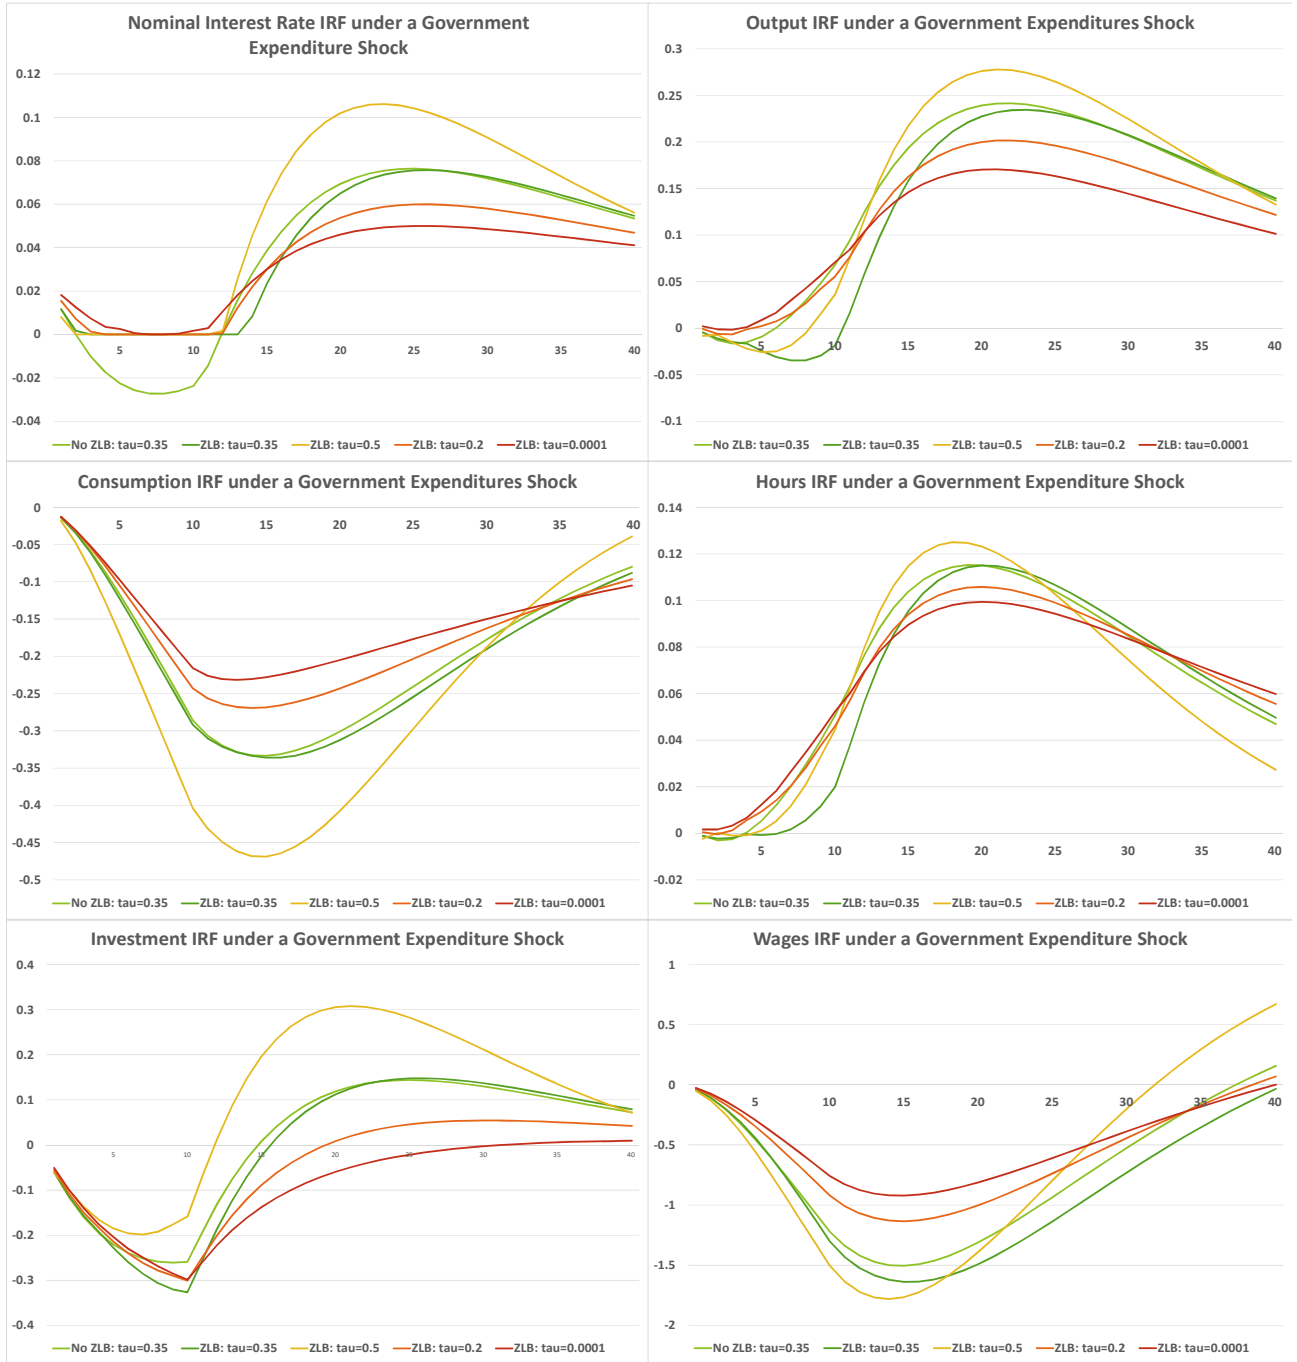 Nominal Interest Rate IRF under a Government
Expenditure Shock
0.12
0.1
0.08
0.06
0.04
0.02
0
-0.02
-0.04
5 10 15 20 25 30 35 40
No ZLB: tau=0.35 ZLB: tau=0.35 ZLB: tau=0.5 ZLB: tau=0.2 ZLB: tau=0.0001
Output IRF under a Government Expenditures Shock
0.3
0.25
0.2
0.15
0.1
0.05
0
-0.05
-0.1
5 10 15 20 25 30 35 40
No ZLB: tau=0.35 ZLB: tau=0.35 ZLB: tau=0.5 ZLB: tau=0.2 ZLB: tau=0.0001
Consumption IRF under a Government Expenditures Shock
0
5 10 15 20 25 30 35 40
-0.05
-0.1
-0.15
-0.2
-0.25
-0.3
-0.35
-0.4
-0.45
-0.5
No ZLB: tau=0.35 ZLB: tau=0.35 ZLB: tau=0.5 ZLB: tau=0.2 ZLB: tau=0.0001
Hours IRF under a Government Expenditure Shock
0.14
0.12
0.1
0.08
0.06
0.04
0.02
0
-0.02
5 10 15 20 25 30 35 40
No ZLB: tau=0.35 ZLB: tau=0.35 ZLB: tau=0.5 ZLB: tau=0.2 ZLB: tau=0.0001
Investment IRF under a Government Expenditure Shock
0.4
0.3
0.2
0.1
0
-0.1
-0.2
-0.3
-0.4
5 10 15 20 25 30 35 40
No ZLB: tau=0.35 ZLB: tau=0.35 ZLB: tau=0.5 ZLB: tau=0.2 ZLB: tau=0.0001
Wages IRF under a Government Expenditure Shock
1
0.5
0
-0.5
-1
-1.5
-2
5 10 15 20 25 30 35 40
No ZLB: tau=0.35 ZLB: tau=0.35 ZLB: tau=0.5 ZLB: tau=0.2 ZLB: tau=0.0001